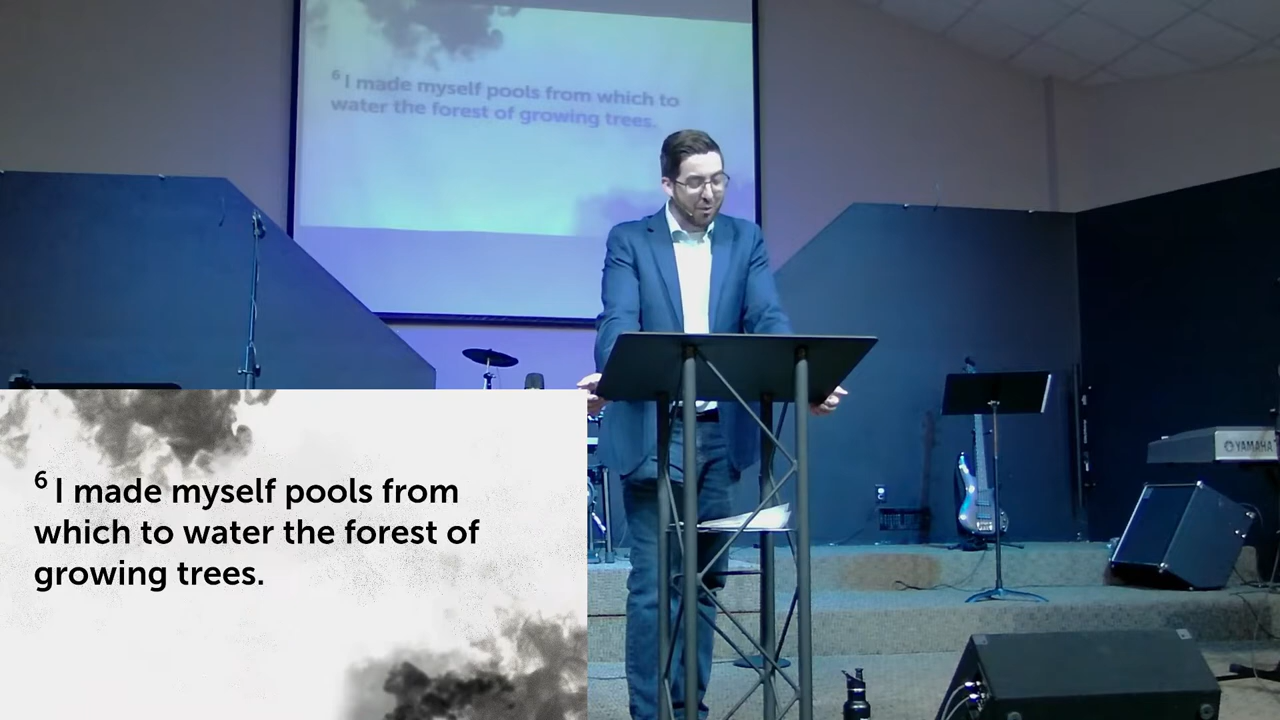 6 I made myself pools from which to
water the forest of growing trees.
6 I made myself pools from
which to water the forest of
growing trees.
YAMAHA